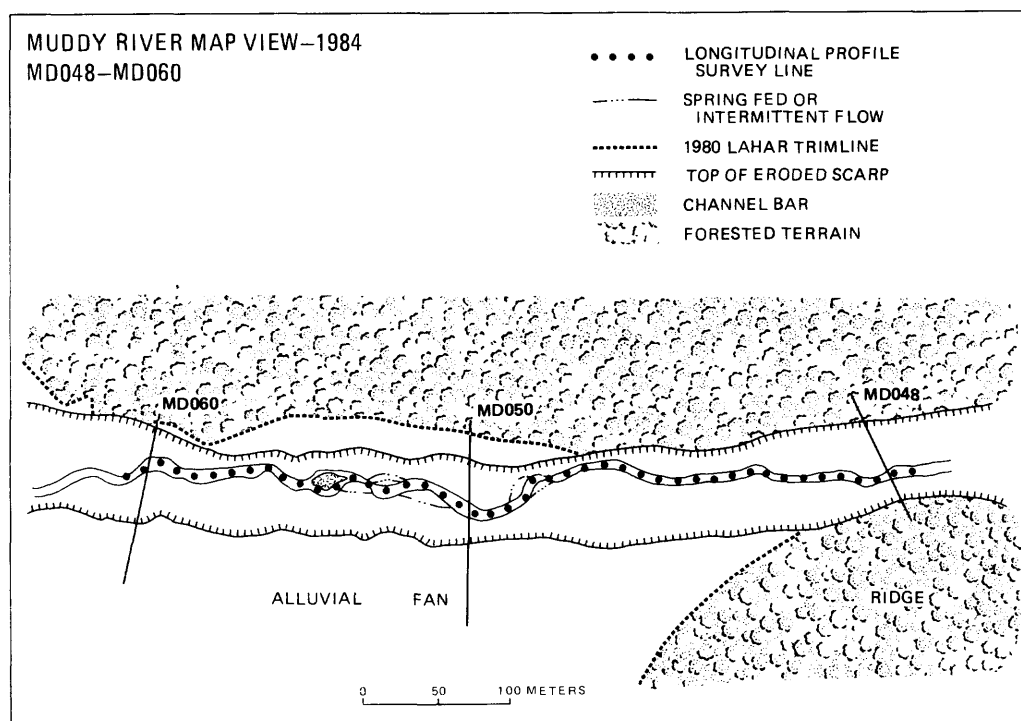 MUDDY RIVER MAP VIEW–1984
MD048–MD060
LONGITUDINAL PROFILE
SURVEY LINE
SPRING FED OR
INTERMITTENT FLOW
1980 LAHAR TRIMLINE
TOP OF ERODED SCARP
CHANNEL BAR
FORESTED TERRAIN
MD060
MD050
MD048
ALLUVIAL FAN
RIDGE
0 50 100 METERS